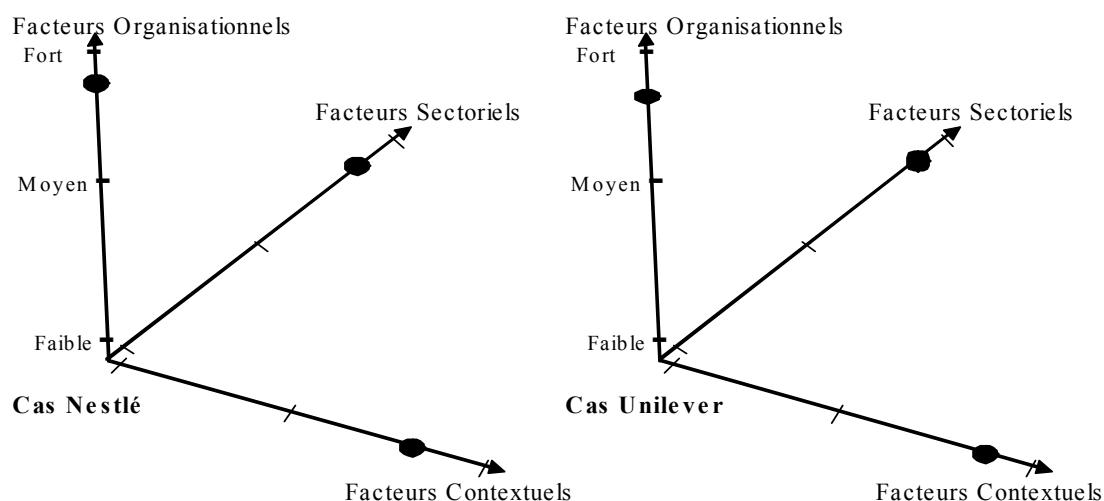 Facteurs Organisationnels
Fort
Facteurs Sectoriels
Moyen
Faible
Cas Nestlé
Facteurs Contextuels
Facteurs Organisationnels
Fort
Facteurs Sectoriels
Moyen
Faible
Cas Unilever
Facteurs Contextuels